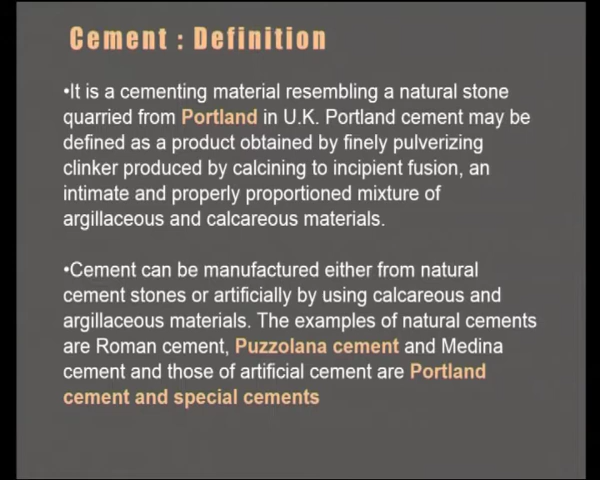 Cement : Definition
•It is a cementing material resembling a natural stone
quarried from Portland in U.K. Portland cement may be
defined as a product obtained by finely pulverizing
clinker produced by calcining to incipient fusion, an
intimate and properly proportioned mixture of
argillaceous and calcareous materials.
•Cement can be manufactured either from natural
cement stones or artificially by using calcareous and
argillaceous materials. The examples of natural cements
are Roman cement, Puzzolana cement and Medina
cement and those of artificial cement are Portland
cement and special cements